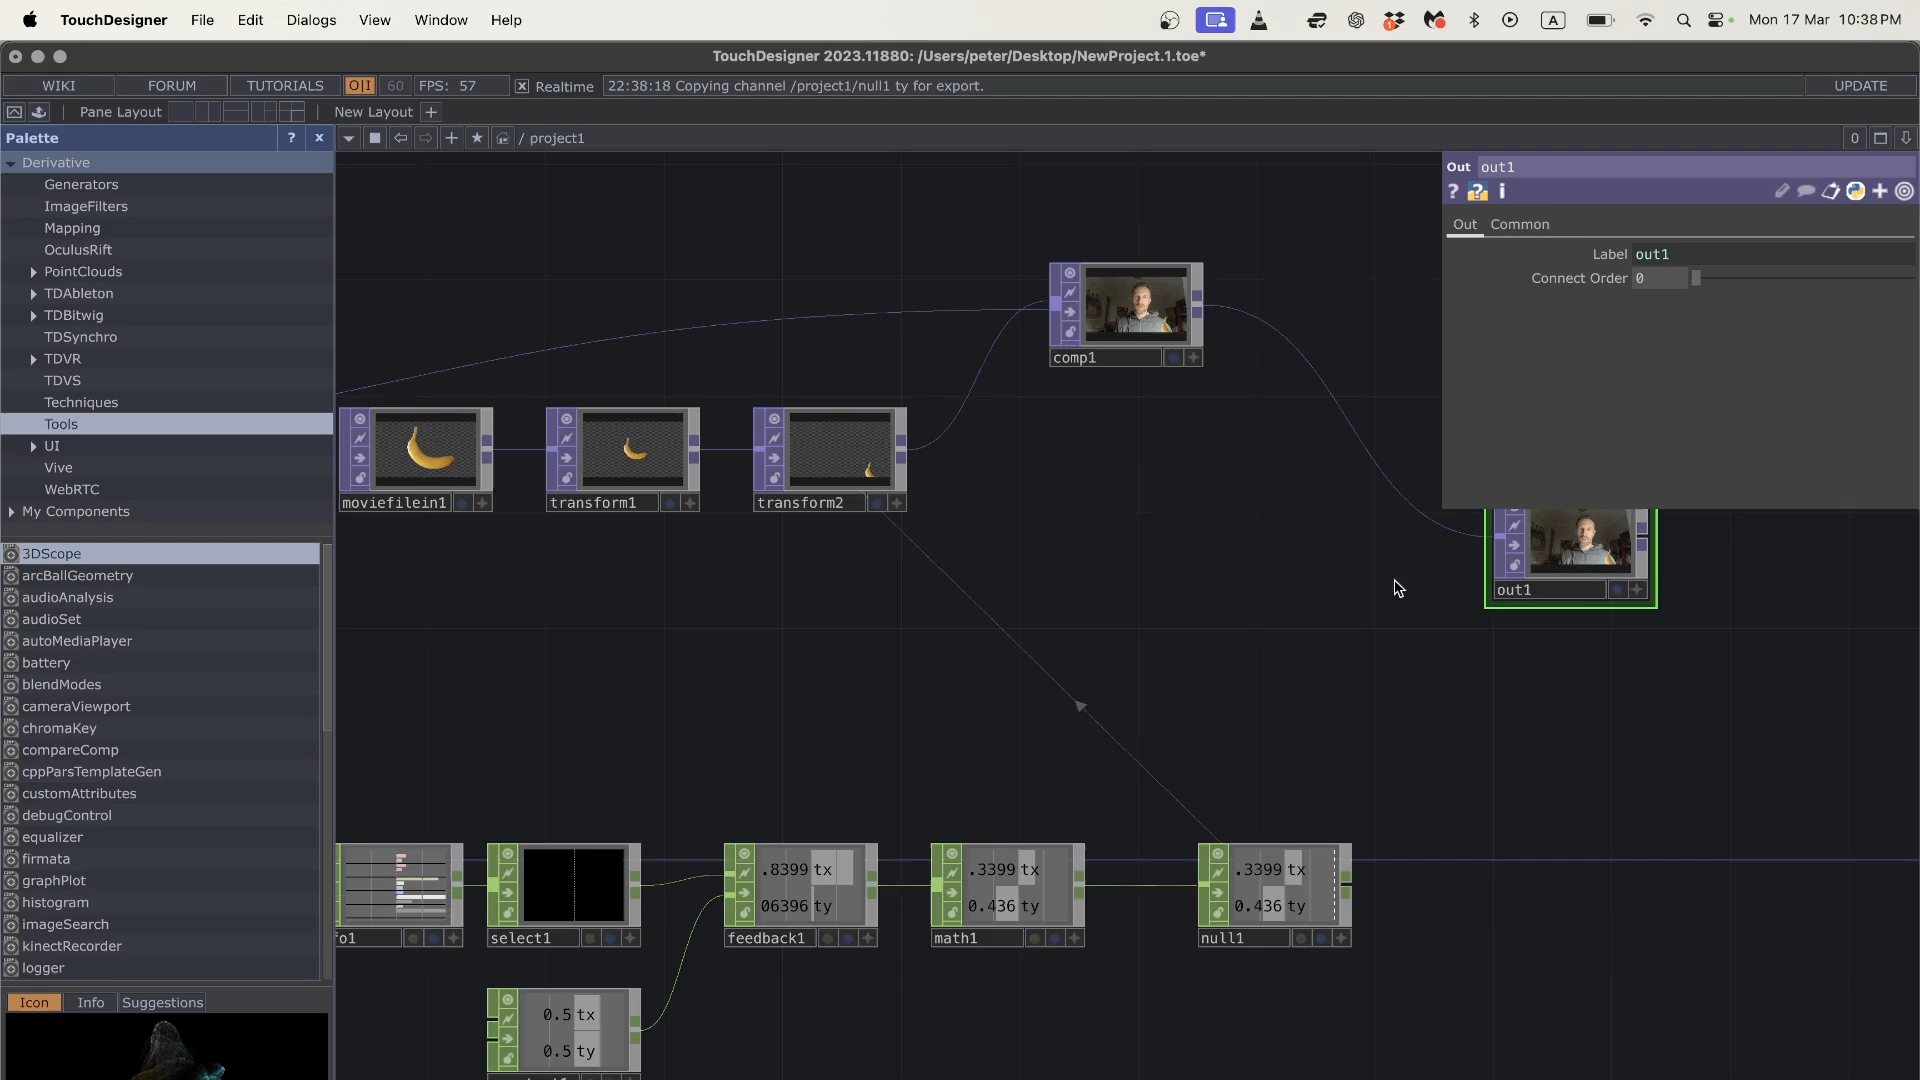 TouchDesigner File Edit Dialogs View Window Help
A
Mon 17 Mar 10:38 PM
TouchDesigner 2023.11880: /Users/peter/Desktop/NewProject.1.toe*
WIKI FORUM TUTORIALS O|I 60 FPS: 57 Realtime 22:38:18 Copying channel /project1/null1 ty for export. UPDATE
Pane Layout New Layout +
Palette ? x
/ project1
0
Derivative
Generators
ImageFilters
Mapping
OculusRift
PointClouds
TDAbleton
TDBitwig
TDSynchro
TDVR
TDVS
Techniques
Tools
UI
Vive
WebRTC
My Components
3DScope
arcBallGeometry
audioAnalysis
audioSet
autoMediaPlayer
battery
blendModes
cameraViewport
chromaKey
compareComp
cppParsTemplateGen
customAttributes
debugControl
equalizer
firmata
graphPlot
histogram
imageSearch
kinectRecorder
logger
Icon Info Suggestions
Out out1
? ? i
Out Common
Label out1
Connect Order 0
comp1
moviefilein1
transform1
transform2
out1
fo1
select1
.8399 tx
06396 ty
feedback1
.3399 tx
0.436 ty
math1
.3399 tx
0.436 ty
null1
0.5 tx
0.5 ty